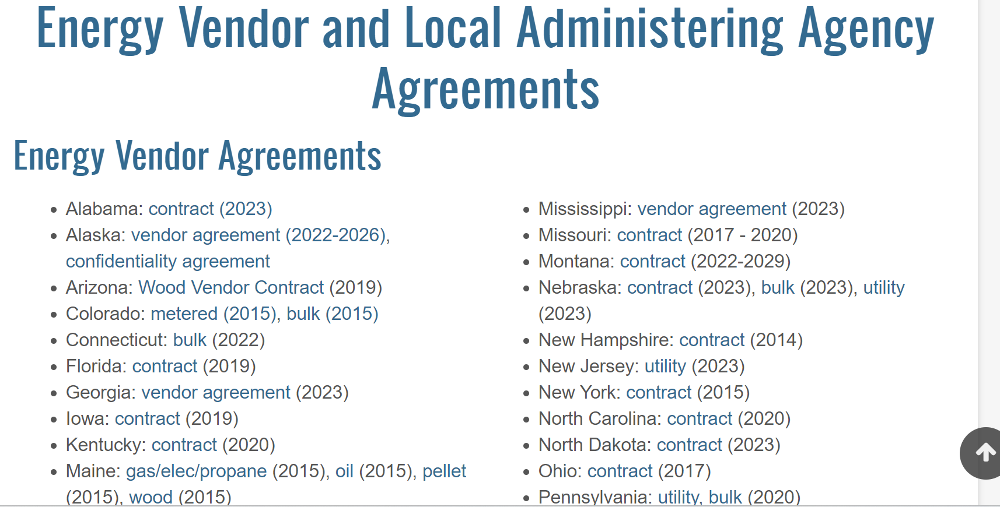 Energy Vendor and Local Administering Agency
Agreements
Energy Vendor Agreements
• Alabama: contract (2023)
• Alaska: vendor agreement (2022-2026),
confidentiality agreement
• Arizona: Wood Vendor Contract (2019)
• Colorado: metered (2015), bulk (2015)
• Connecticut: bulk (2022)
• Florida: contract (2019)
• Georgia: vendor agreement (2023)
• Iowa: contract (2019)
• Kentucky: contract (2020)
• Maine: gas/elec/propane (2015), oil (2015), pellet
(2015), wood (2015)
• Mississippi: vendor agreement (2023)
• Missouri: contract (2017 - 2020)
• Montana: contract (2022-2029)
• Nebraska: contract (2023), bulk (2023), utility
(2023)
• New Hampshire: contract (2014)
• New Jersey: utility (2023)
• New York: contract (2015)
• North Carolina: contract (2020)
• North Dakota: contract (2023)
• Ohio: contract (2017)
• Pennsylvania: utility, bulk (2020)